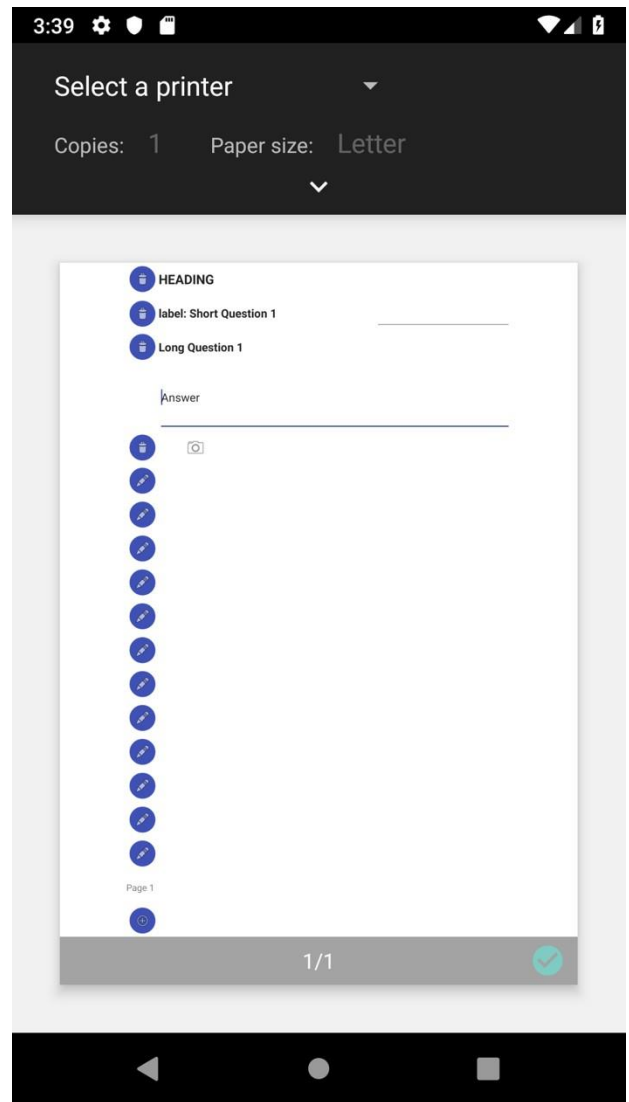 3:39
Select a printer
Copies: 1 Paper size: Letter
HEADING
label: Short Question 1
Long Question 1
Answer
Page 1
1/1